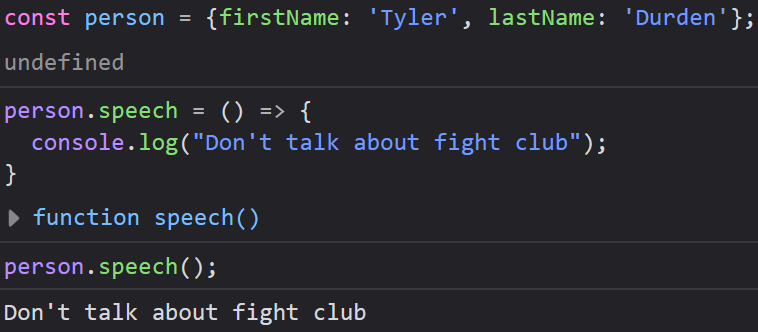 const person = {firstName: 'Tyler', lastName: 'Durden'};
undefined
person.speech = () => {
  console.log("Don't talk about fight club");
}
function speech()
person.speech();
Don't talk about fight club